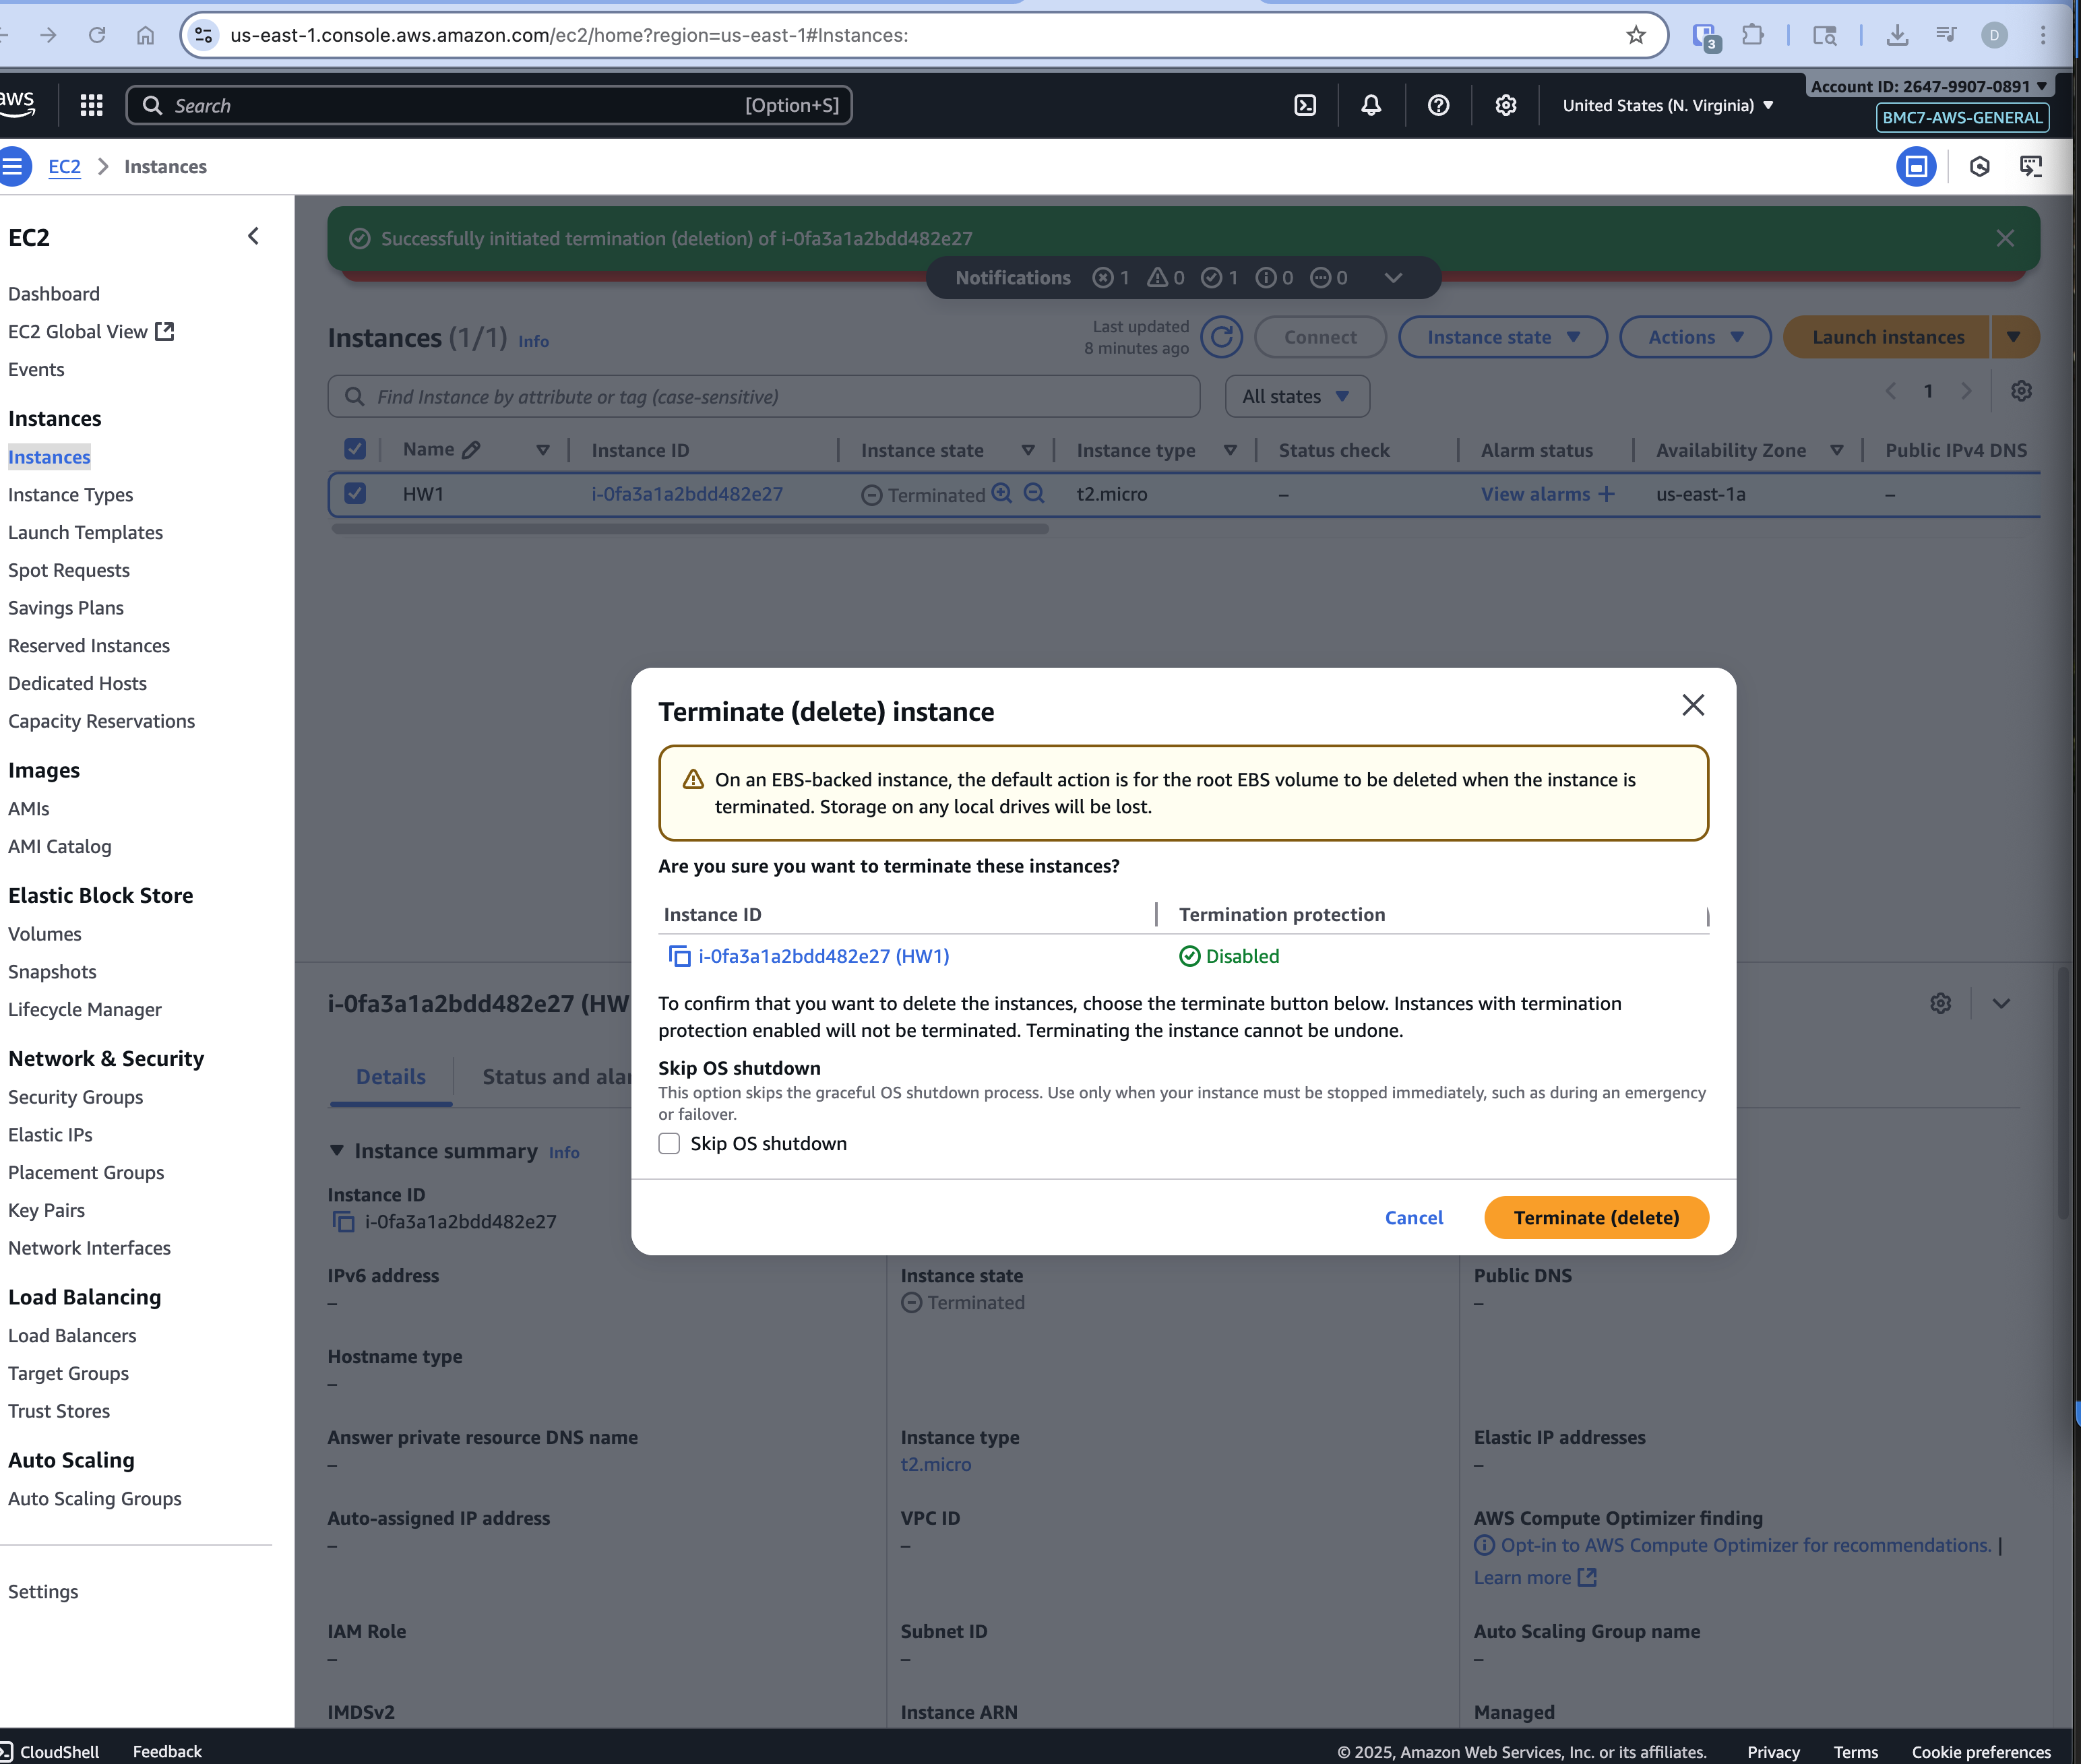 us-east-1.console.aws.amazon.com/ec2/home?region=us-east-1#Instances:
3
D
aws
Search
[Option+S]
United States (N. Virginia)
Account ID: 2647-9907-0891
BMC7-AWS-GENERAL
EC2
Instances
EC2
Dashboard
EC2 Global View
Events
Instances
Instances
Instance Types
Launch Templates
Spot Requests
Savings Plans
Reserved Instances
Dedicated Hosts
Capacity Reservations
Images
AMIs
AMI Catalog
Elastic Block Store
Volumes
Snapshots
Lifecycle Manager
Network & Security
Security Groups
Elastic IPs
Placement Groups
Key Pairs
Network Interfaces
Load Balancing
Load Balancers
Target Groups
Trust Stores
Auto Scaling
Auto Scaling Groups
Settings
Successfully initiated termination (deletion) of i-0fa3a1a2bdd482e27
Notifications 1 0 1 0 0
Instances (1/1) Info
Last updated
8 minutes ago
Connect
Instance state
Actions
Launch instances
Find Instance by attribute or tag (case-sensitive)
All states
1
Name Instance ID Instance state Instance type Status check Alarm status Availability Zone Public IPv4 DNS
HW1 i-0fa3a1a2bdd482e27 Terminated t2.micro – View alarms + us-east-1a –
Terminate (delete) instance
On an EBS-backed instance, the default action is for the root EBS volume to be deleted when the instance is
terminated. Storage on any local drives will be lost.
Are you sure you want to terminate these instances?
Instance ID Termination protection
i-0fa3a1a2bdd482e27 (HW1) Disabled
To confirm that you want to delete the instances, choose the terminate button below. Instances with termination
protection enabled will not be terminated. Terminating the instance cannot be undone.
Skip OS shutdown
This option skips the graceful OS shutdown process. Use only when your instance must be stopped immediately, such as during an emergency
or failover.
Skip OS shutdown
Cancel
Terminate (delete)
i-0fa3a1a2bdd482e27 (HW
Details
Status and alar
Instance summary Info
Instance ID
i-0fa3a1a2bdd482e27
IPv6 address
–
Instance state
Terminated
Public DNS
–
Hostname type
–
Answer private resource DNS name
–
Instance type
t2.micro
Elastic IP addresses
–
Auto-assigned IP address
–
VPC ID
–
AWS Compute Optimizer finding
Opt-in to AWS Compute Optimizer for recommendations. |
Learn more
IAM Role
–
Subnet ID
–
Auto Scaling Group name
–
IMDSv2
Instance ARN
Managed
CloudShell
Feedback
© 2025, Amazon Web Services, Inc. or its affiliates.
Privacy
Terms
Cookie preferences